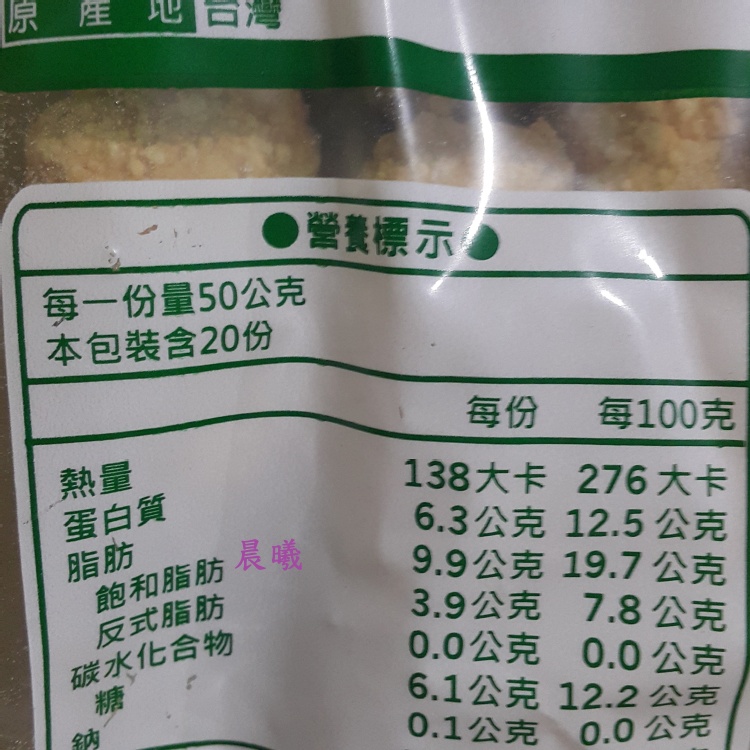 原產地 台灣
●營養標示●
每一份量50公克
本包裝含20份
每份 每100克
熱量 138大卡 276大卡
蛋白質 6.3公克 12.5公克
脂肪 9.9公克 19.7公克
飽和脂肪 3.9公克 7.8公克
反式脂肪 0.0公克 0.0公克
碳水化合物 6.1公克 12.2公克
糖 0.1公克 0.0公克
鈉
晨曦